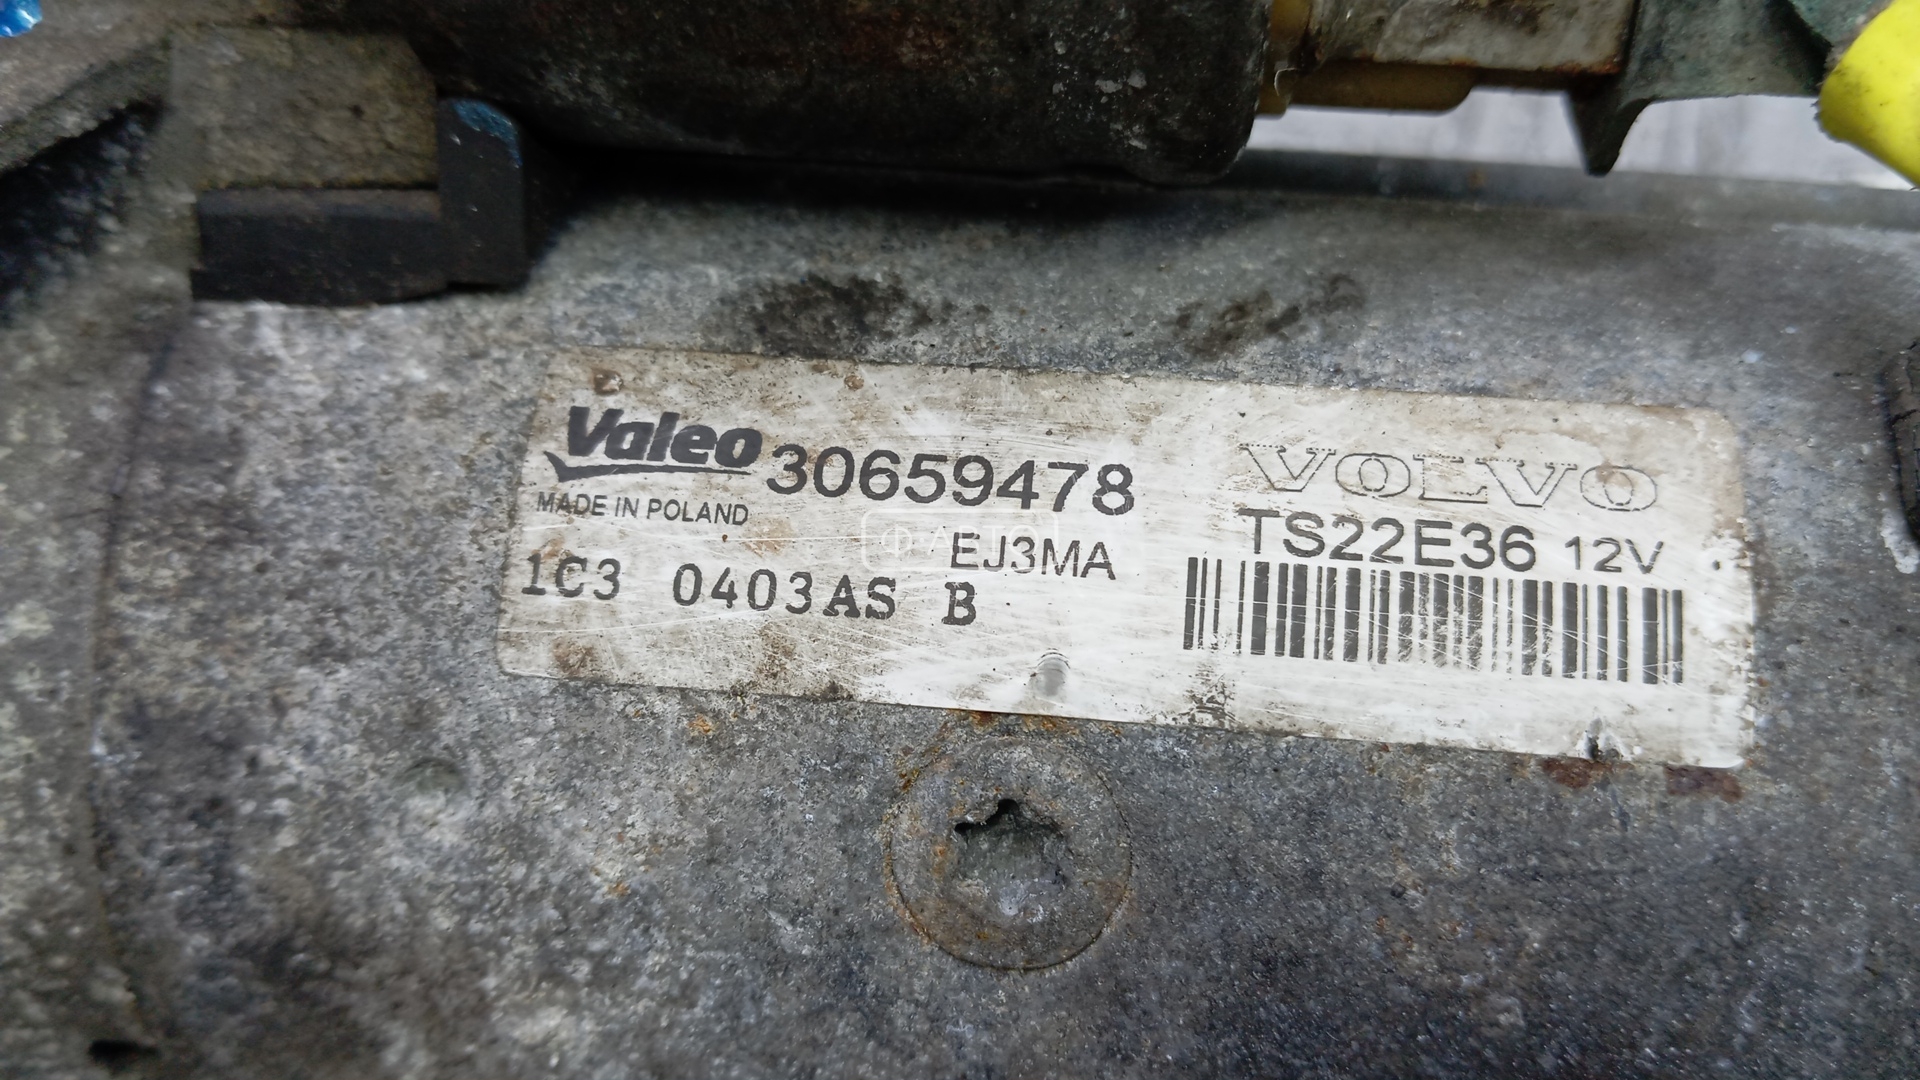 Valeo 30659478 VOLVO
MADE IN POLAND
EJ3MA TS22E36 12V
1C3 0403AS B